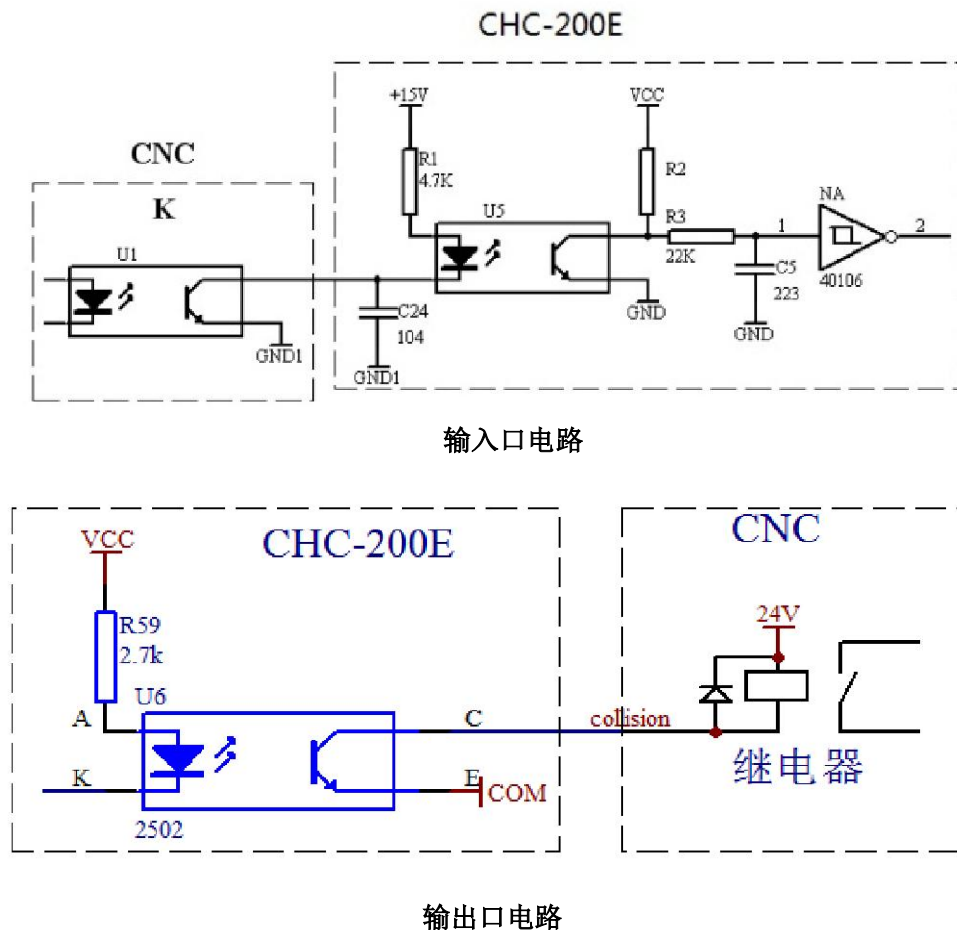 CHC-200E
+15V
VCC
R1
4.7K
R2
CNC
K
U1
U5
R3
22K
1
NA
2
40106
C5
223
C24
104
GND
GND
GND1
GND1
输入口电路
VCC
CHC-200E
R59
2.7k
U6
A
K
C
E
COM
2502
collision
CNC
24V
继电器
输出口电路